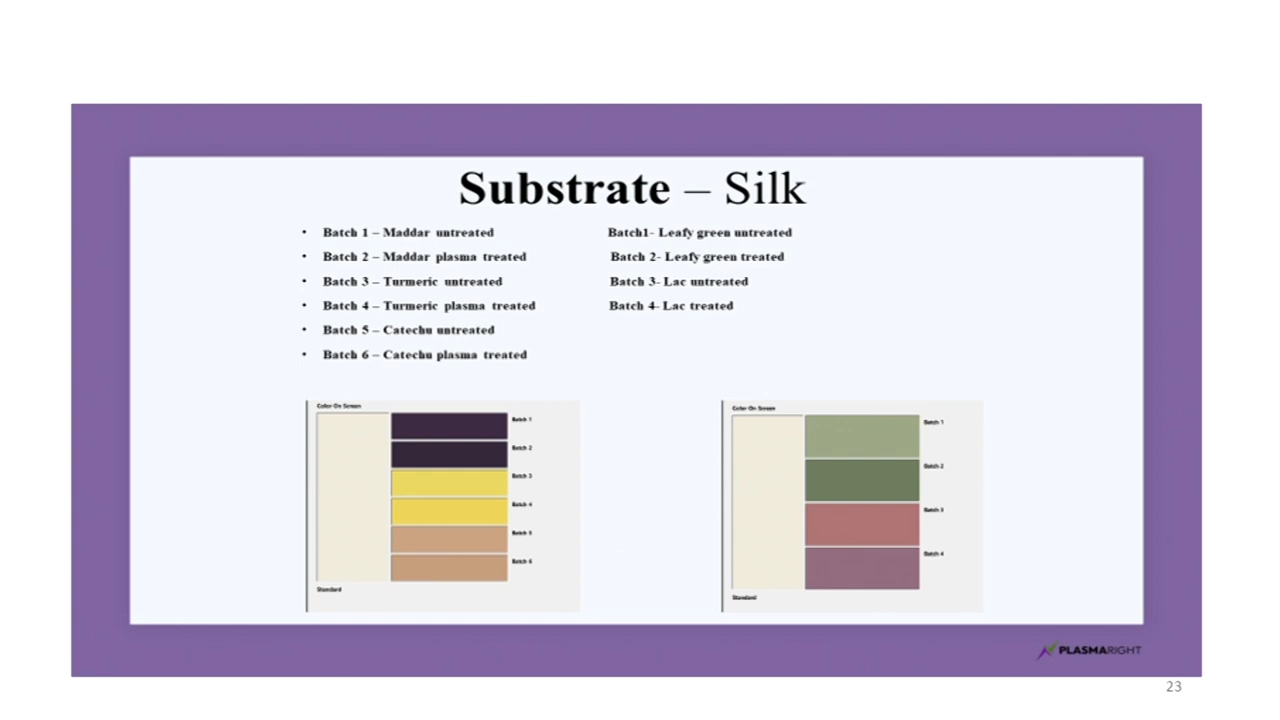 Substrate – Silk
• Batch 1 – Maddar untreated
• Batch 2 – Maddar plasma treated
• Batch 3 – Turmeric untreated
• Batch 4 – Turmeric plasma treated
• Batch 5 – Catechu untreated
• Batch 6 – Catechu plasma treated
Batch1- Leafy green untreated
Batch 2- Leafy green treated
Batch 3- Lac untreated
Batch 4- Lac treated
Color On Screen
Batch 1
Batch 2
Batch 3
Batch 4
Batch 5
Batch 6
Standard
Color On Screen
Batch 1
Batch 2
Batch 3
Batch 4
Standard
PLASMARIGHT
23